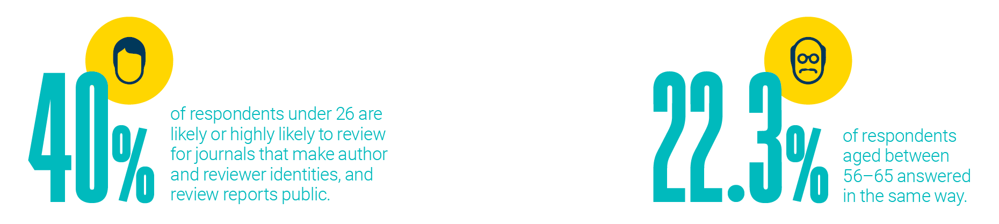 40%
of respondents under 26 are
likely or highly likely to review
for journals that make author
and reviewer identities, and
review reports public.
22.3%
of respondents
aged between
56–65 answered
in the same way.